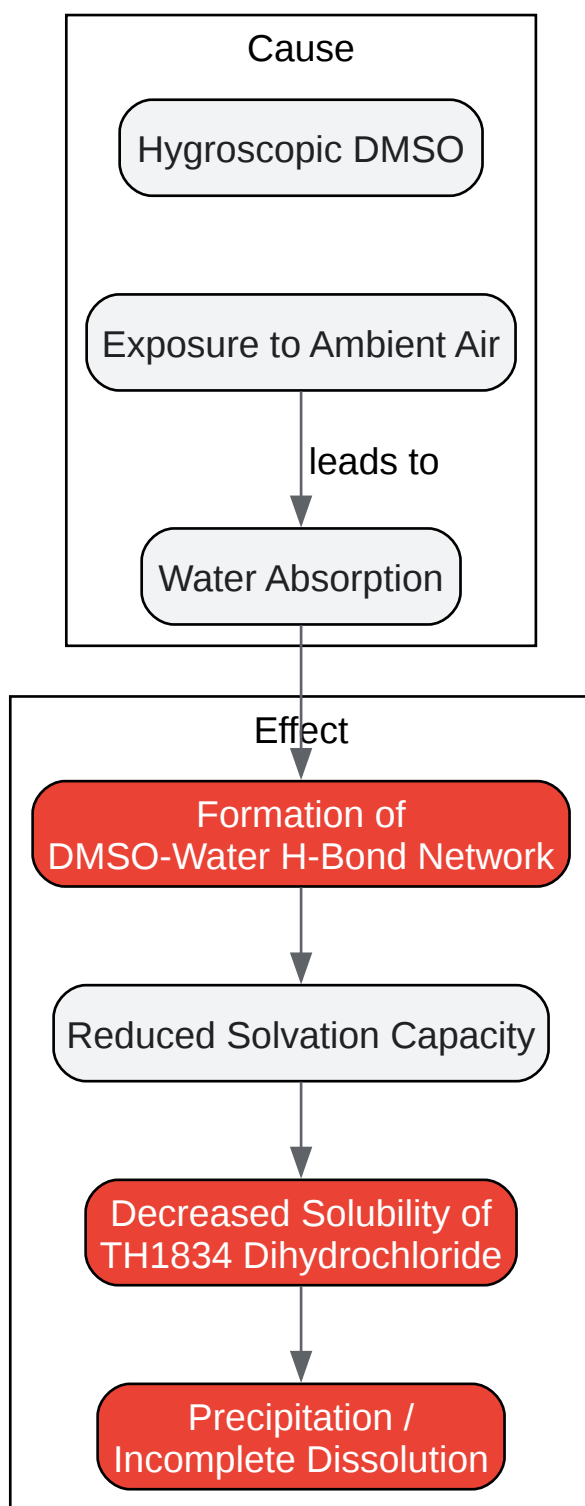 Cause
Hygroscopic DMSO
Exposure to Ambient Air
leads to
Water Absorption
Effect
Formation of
DMSO-Water H-Bond Network
Reduced Solvation Capacity
Decreased Solubility of
TH1834 Dihydrochloride
Precipitation /
Incomplete Dissolution